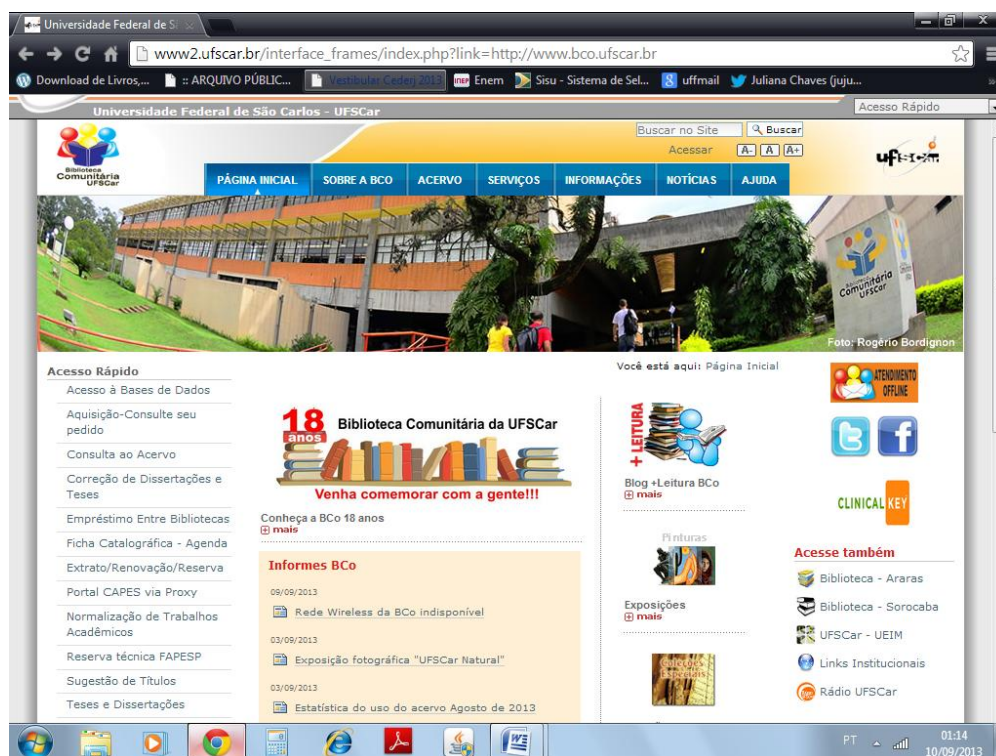 Universidade Federal de Sã
www2.ufscar.br/interface_frames/index.php?link=http://www.bco.ufscar.br
Download de Livros,... :: ARQUIVO PÚBLIC... Vestibular Cederj 2013 Enem Sisu - Sistema de Sel... uffmail Juliana Chaves (juju...
Universidade Federal de São Carlos - UFSCar
Acesso Rápido
Buscar no Site Buscar
Acessar A- A A+
Biblioteca
Comunitária
UFSCar
ufscar
PÁGINA INICIAL SOBRE A BCO ACERVO SERVIÇOS INFORMAÇÕES NOTÍCIAS AJUDA
Biblioteca
Comunitária
UFSCar
Foto: Rogério Bordignon
Acesso Rápido
Acesso à Bases de Dados
Aquisição-Consulte seu
pedido
Consulta ao Acervo
Correção de Dissertações e
Teses
Empréstimo Entre Bibliotecas
Ficha Catalográfica - Agenda
Extrato/Renovação/Reserva
Portal CAPES via Proxy
Normalização de Trabalhos
Acadêmicos
Reserva técnica FAPESP
Sugestão de Títulos
Teses e Dissertações
18
anos
Biblioteca Comunitária da UFSCar
Venha comemorar com a gente!!!
Conheça a BCo 18 anos
mais
Informes BCo
09/09/2013
Rede Wireless da BCo indisponível
03/09/2013
Exposição fotográfica "UFSCar Natural"
03/09/2013
Estatística do uso do acervo Agosto de 2013
Você está aqui: Página Inicial
+ LEITURA
Blog +Leitura BCo
mais
Pinturas
Exposições
mais
Coleções
Especiais
ATENDIMENTO
OFFLINE
CLINICAL KEY
Acesse também
Biblioteca - Araras
Biblioteca - Sorocaba
UFSCar - UEIM
Links Institucionais
Rádio UFSCar
PT
01:14
10/09/2013